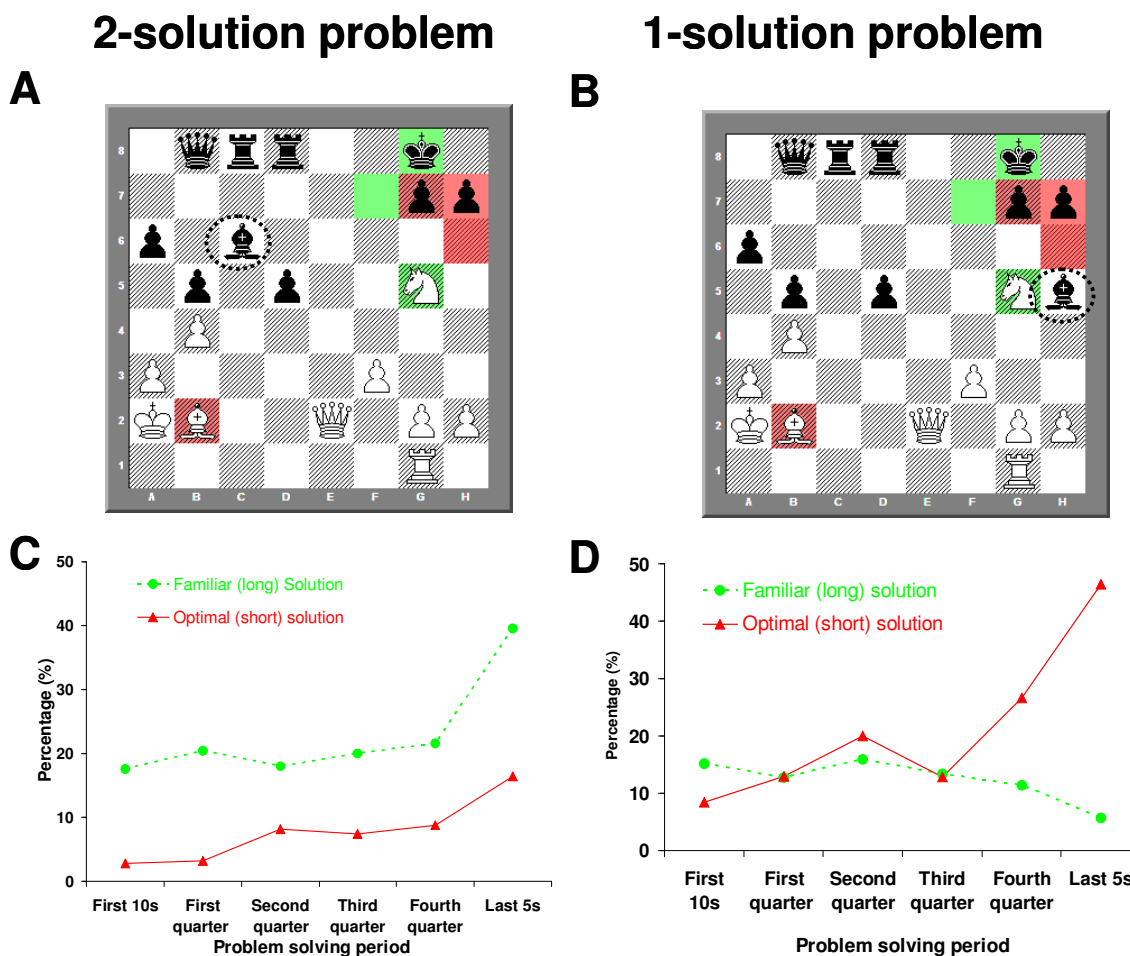 2-solution problem
1-solution problem
A
B
8
7
6
5
4
3
2
1
A B C D E F G H
8
7
6
5
4
3
2
1
A B C D E F G H
C
50
40
30
20
10
0
Percentage (%)
Familiar (long) Solution
Optimal (short) solution
First 10s First quarter Second quarter Third quarter Fourth quarter Last 5s
Problem solving period
D
50
40
30
20
10
0
Percentage (%)
Familiar (long) solution
Optimal (short) solution
First 10s First quarter Second quarter Third quarter Fourth quarter Last 5s
Problem solving period